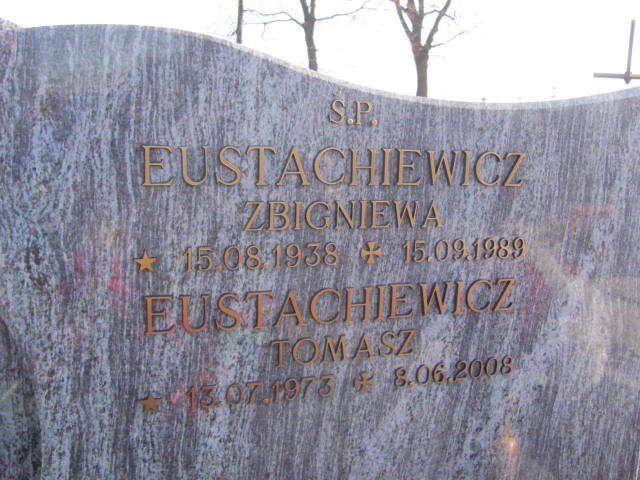 Ś.P.
EUSTACHIEWICZ
ZBIGNIEWA
★ 15.08.1938 ✠ 15.09.1989
EUSTACHIEWICZ
TOMASZ
★ 13.07.1973 ✠ 8.06.2008